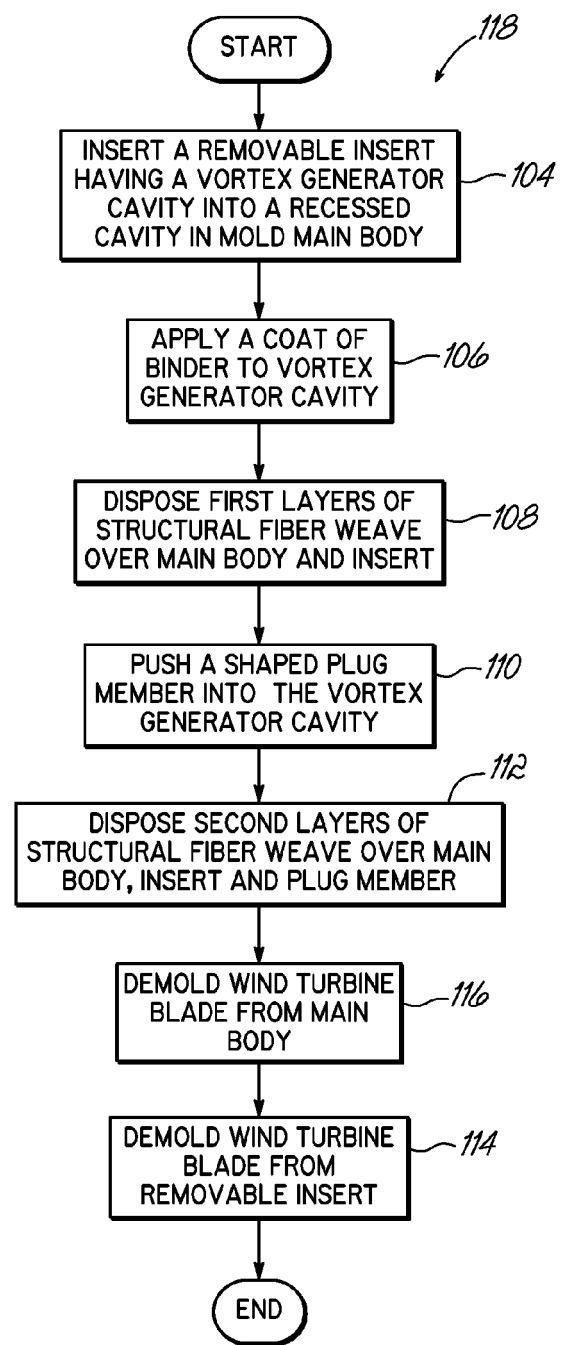 START
118
INSERT A REMOVABLE INSERT
HAVING A VORTEX GENERATOR
CAVITY INTO A RECESSED
CAVITY IN MOLD MAIN BODY
104
APPLY A COAT OF
BINDER TO VORTEX
GENERATOR CAVITY
106
DISPOSE FIRST LAYERS OF
STRUCTURAL FIBER WEAVE
OVER MAIN BODY AND INSERT
108
PUSH A SHAPED PLUG
MEMBER INTO THE VORTEX
GENERATOR CAVITY
110
112
DISPOSE SECOND LAYERS OF
STRUCTURAL FIBER WEAVE OVER MAIN
BODY, INSERT AND PLUG MEMBER
DEMOLD WIND TURBINE
BLADE FROM MAIN
BODY
116
DEMOLD WIND TURBINE
BLADE FROM
REMOVABLE INSERT
114
END